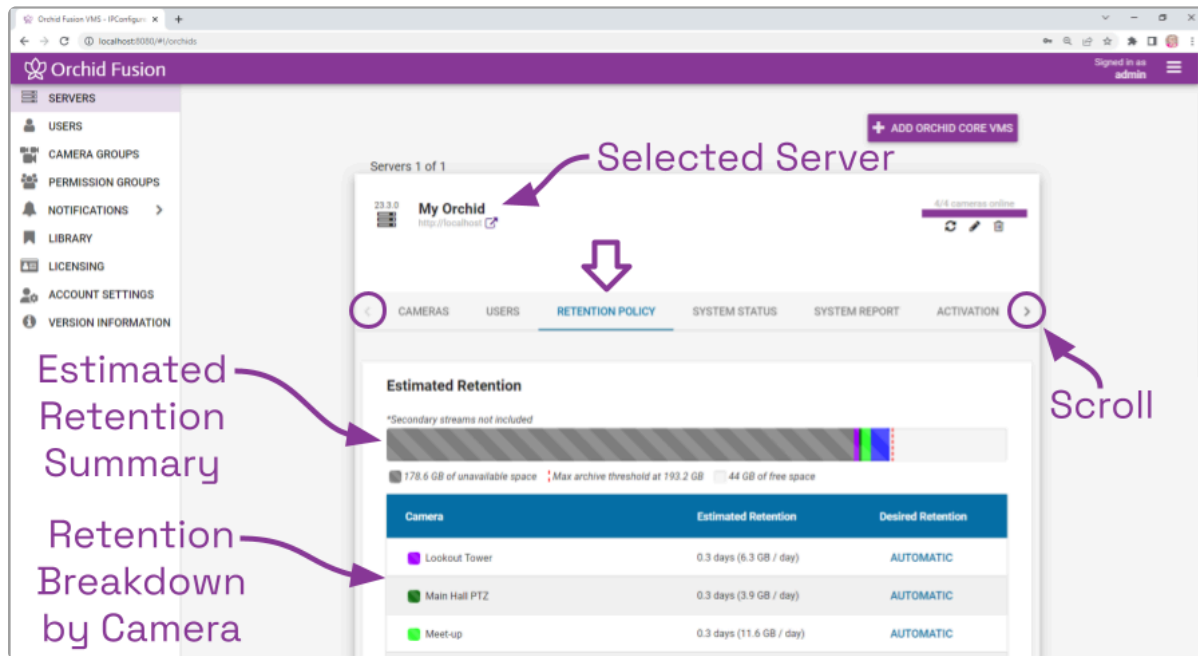 Orchid Fusion VMS - IPConfigure
localhost:8080/#!/orchids
Orchid Fusion
Signed in as
admin
SERVERS
USERS
CAMERA GROUPS
PERMISSION GROUPS
NOTIFICATIONS
LIBRARY
LICENSING
ACCOUNT SETTINGS
VERSION INFORMATION
ADD ORCHID CORE VMS
Servers 1 of 1
Selected Server
23.3.0
My Orchid
http://localhost
4/4 cameras online
CAMERAS USERS RETENTION POLICY SYSTEM STATUS SYSTEM REPORT ACTIVATION
Scroll
Estimated
Retention
Summary
Estimated Retention
*Secondary streams not included
178.6 GB of unavailable space Max archive threshold at 193.2 GB 44 GB of free space
Retention
Breakdown
by Camera
Camera Estimated Retention Desired Retention
Lookout Tower 0.3 days (6.3 GB / day) AUTOMATIC
Main Hall PTZ 0.3 days (3.9 GB / day) AUTOMATIC
Meet-up 0.3 days (11.6 GB / day) AUTOMATIC